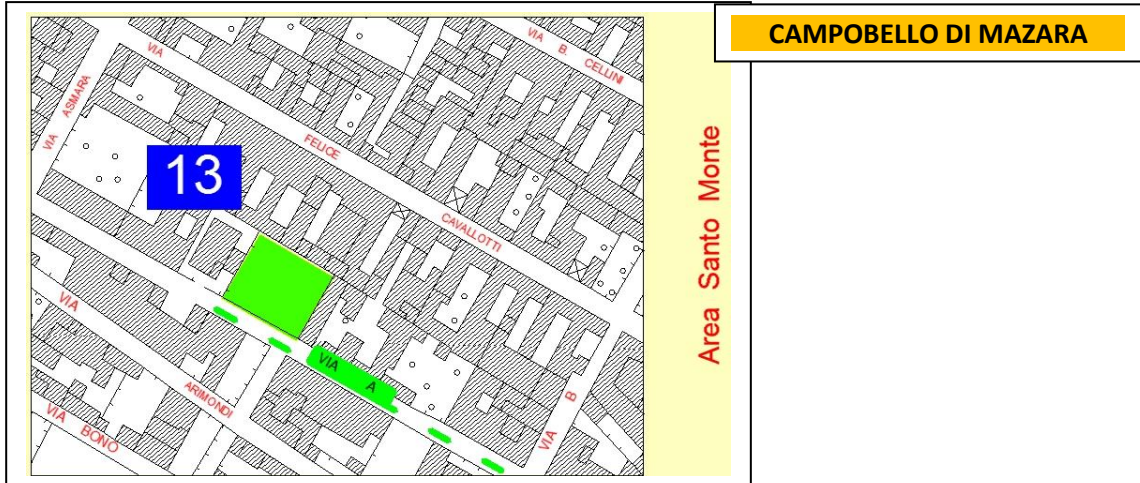 CAMPOBELLO DI MAZARA
VIA B. CELLINI
VIA FELICE CAVALLOTTI
VIA ASMARA
13
Area Santo Monte
VIA A
VIA B
VIA ARIMONDI
VIA BONO